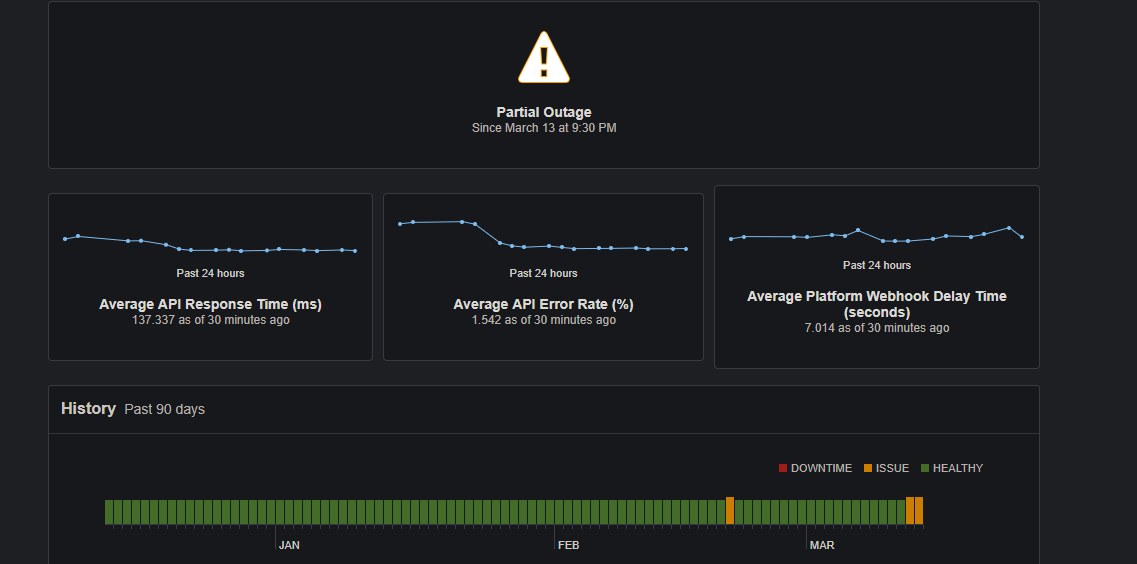 Partial Outage
Since March 13 at 9:30 PM
Past 24 hours
Average API Response Time (ms)
137.337 as of 30 minutes ago
Past 24 hours
Average API Error Rate (%)
1.542 as of 30 minutes ago
Past 24 hours
Average Platform Webhook Delay Time
(seconds)
7.014 as of 30 minutes ago
History Past 90 days
DOWNTIME ISSUE HEALTHY
JAN FEB MAR